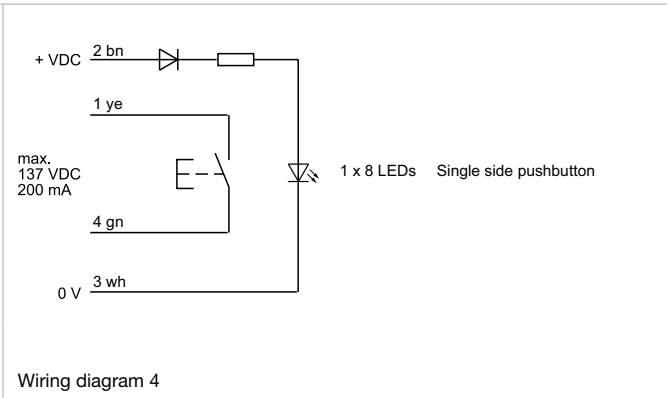 + VDC 2 bn
1 ye
max.
137 VDC
200 mA
1 x 8 LEDs Single side pushbutton
4 gn
0 V 3 wh
Wiring diagram 4